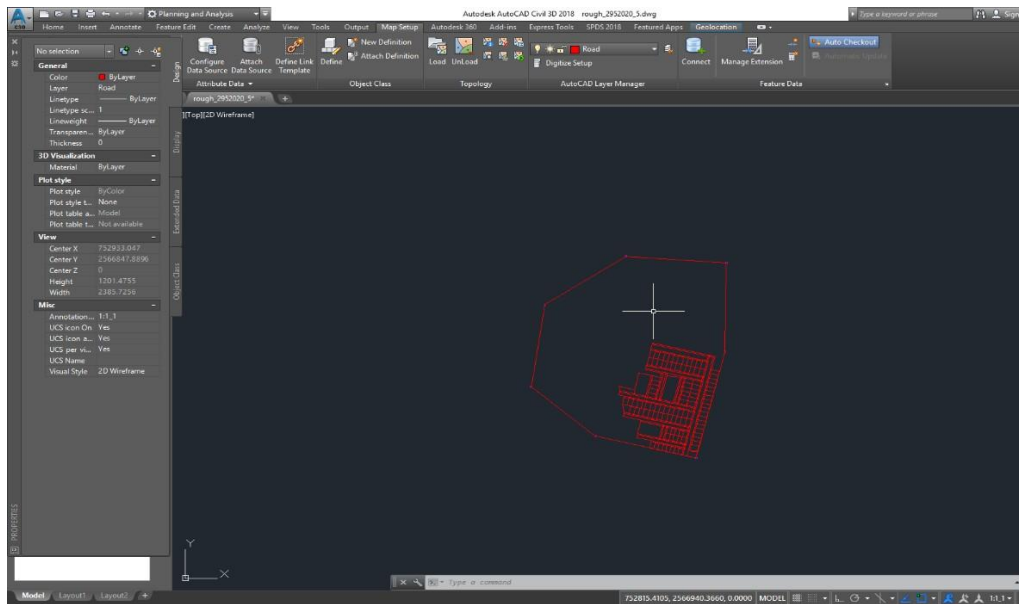 Planning and Analysis
Autodesk AutoCAD Civil 3D 2018 rough_2952020_5.dwg
Type a keyword or phrase
Sign
Home Insert Annotate Feature Edit Create Analyze View Tools Output Map Setup Autodesk 360 Add-ins Express Tools SPDS 2018 Featured Apps Geolocation
No selection
Configure Data Source
Attach Data Source
Define Link Template
Define
New Definition
Attach Definition
Load UnLoad
Road
Digitize Setup
Connect Manage Extension
Auto Checkout
Automatic Update
Attribute Data
Object Class
Topology
AutoCAD Layer Manager
Feature Data
rough_2952020_5*
[Top][2D Wireframe]
General
Color ByLayer
Layer Road
Linetype ByLayer
Linetype sc... 1
Lineweight ByLayer
Transparen... ByLayer
Thickness 0
3D Visualization
Material ByLayer
Plot style
Plot style ByColor
Plot style t... None
Plot table a... Model
Plot table t... Not available
View
Center X 752933.047
Center Y 2566847.8896
Center Z 0
Height 1201.4755
Width 2385.7256
Misc
Annotation... 1:1_1
UCS icon On Yes
UCS icon a... Yes
UCS per vi... Yes
UCS Name
Visual Style 2D Wireframe
Design
Display
Extended Data
Object Class
PROPERTIES
Y
X
Type a command
Model Layout1 Layout2 +
752815.4105, 2566940.3660, 0.0000 MODEL
1:1_1